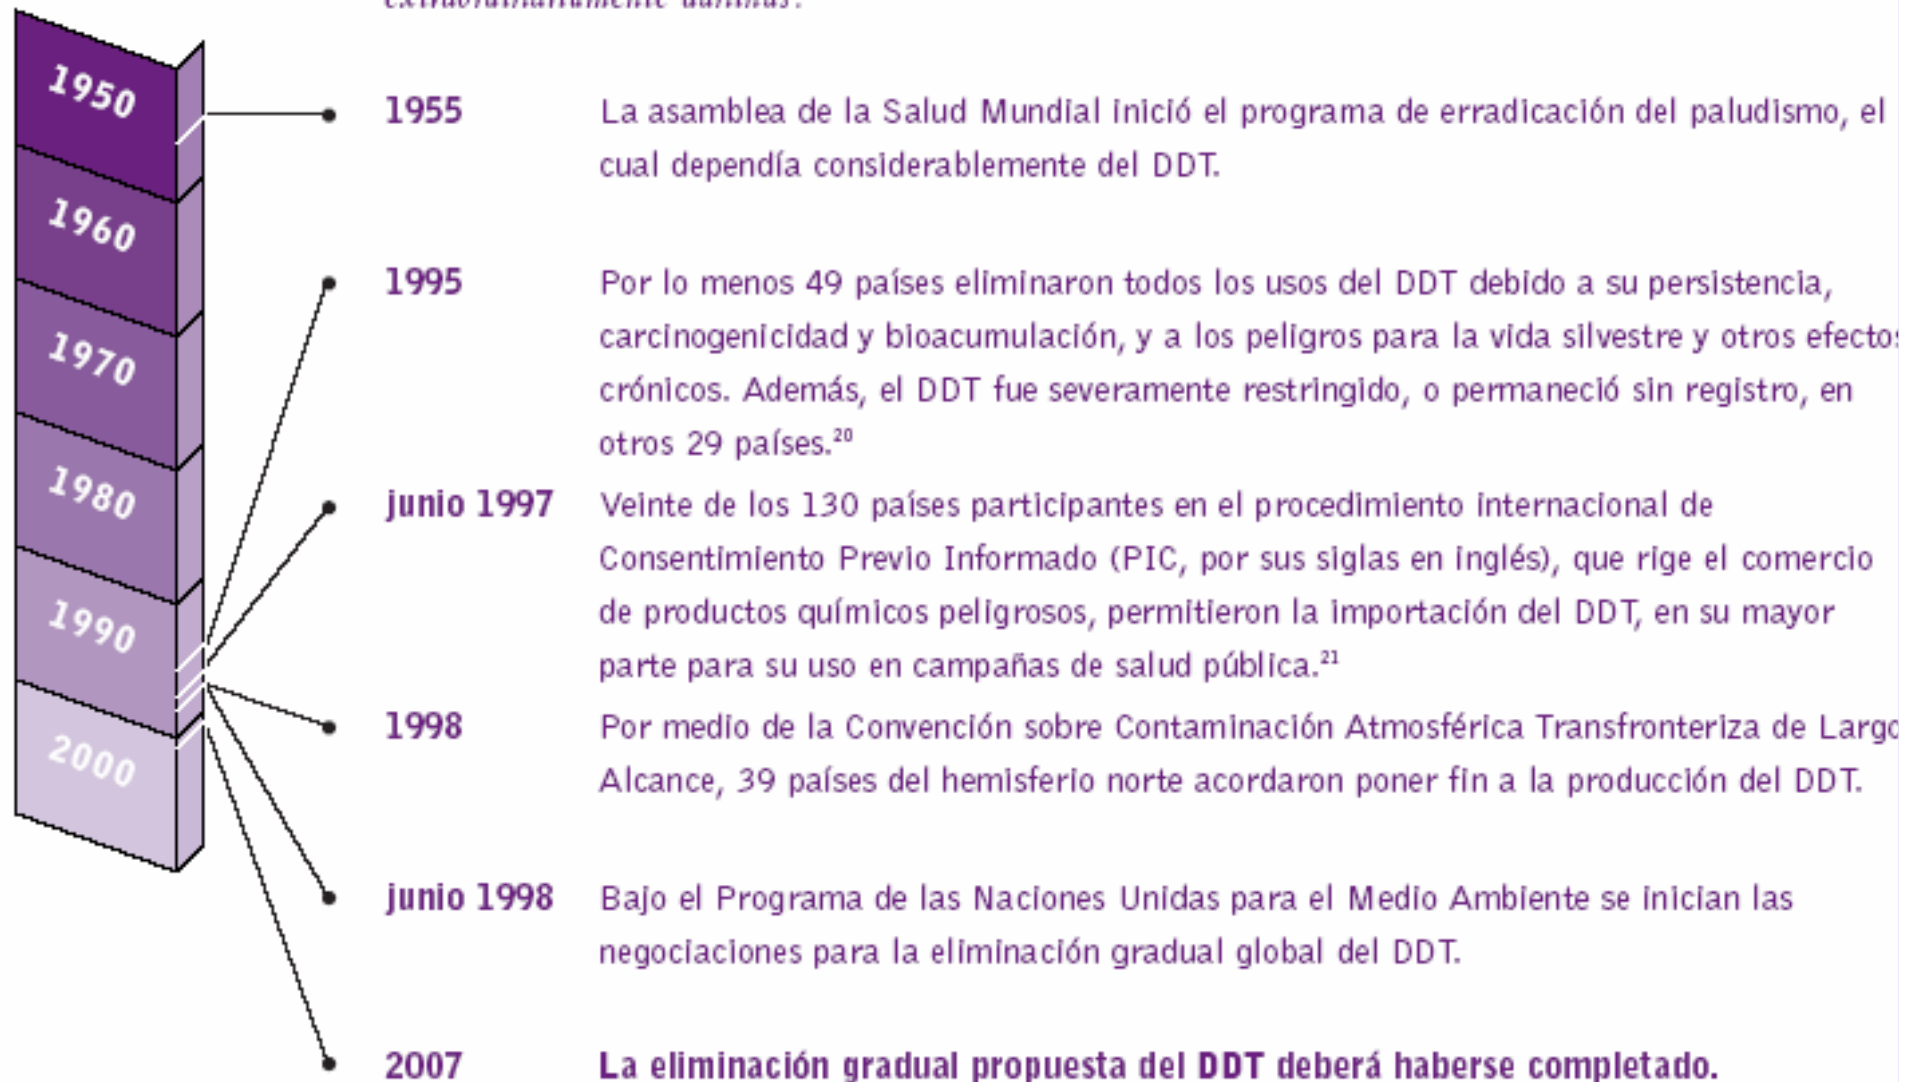 extraordinariamente dañinas.
1950
1960
1970
1980
1990
2000
1955
La asamblea de la Salud Mundial inició el programa de erradicación del paludismo, el
cual dependía considerablemente del DDT.
1995
Por lo menos 49 países eliminaron todos los usos del DDT debido a su persistencia,
carcinogenicidad y bioacumulación, y a los peligros para la vida silvestre y otros efectos
crónicos. Además, el DDT fue severamente restringido, o permaneció sin registro, en
otros 29 países.20
junio 1997
Veinte de los 130 países participantes en el procedimiento internacional de
Consentimiento Previo Informado (PIC, por sus siglas en inglés), que rige el comercio
de productos químicos peligrosos, permitieron la importación del DDT, en su mayor
parte para su uso en campañas de salud pública.21
1998
Por medio de la Convención sobre Contaminación Atmosférica Transfronteriza de Largo
Alcance, 39 países del hemisferio norte acordaron poner fin a la producción del DDT.
junio 1998
Bajo el Programa de las Naciones Unidas para el Medio Ambiente se inician las
negociaciones para la eliminación gradual global del DDT.
2007
La eliminación gradual propuesta del DDT deberá haberse completado.